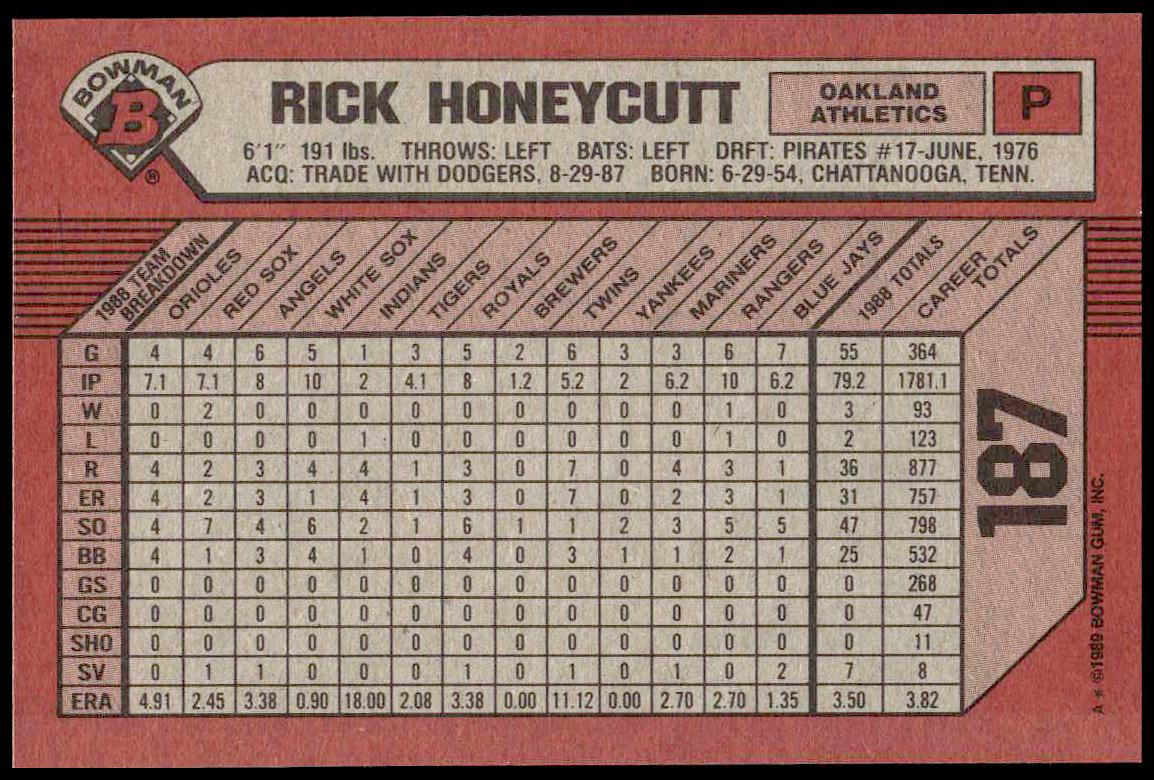 BOWMAN
B
®
RICK HONEYCUTT
OAKLAND
ATHLETICS
P
6'1" 191 lbs. THROWS: LEFT BATS: LEFT DRFT: PIRATES #17-JUNE, 1976
ACQ: TRADE WITH DODGERS, 8-29-87 BORN: 6-29-54, CHATTANOOGA, TENN.
1988 TEAM BREAKDOWN ORIOLES RED SOX ANGELS WHITE SOX INDIANS TIGERS ROYALS BREWERS TWINS YANKEES MARINERS RANGERS BLUE JAYS 1988 TOTALS CAREER TOTALS
G 4 4 6 5 1 3 5 2 6 3 3 6 7 55 364
IP 7.1 7.1 8 10 2 4.1 8 1.2 5.2 2 6.2 10 6.2 79.2 1781.1
W 0 2 0 0 0 0 0 0 0 0 0 1 0 3 93
L 0 0 0 0 1 0 0 0 0 0 0 1 0 2 123
R 4 2 3 4 4 1 3 0 7 0 4 3 1 36 877
ER 4 2 3 1 4 1 3 0 7 0 2 3 1 31 757
SO 4 7 4 6 2 1 6 1 1 2 3 5 5 47 798
BB 4 1 3 4 1 0 4 0 3 1 1 2 1 25 532
GS 0 0 0 0 0 0 0 0 0 0 0 0 0 0 268
CG 0 0 0 0 0 0 0 0 0 0 0 0 0 0 47
SHO 0 0 0 0 0 0 0 0 0 0 0 0 0 0 11
SV 0 1 1 0 0 0 1 0 1 0 1 0 2 7 8
ERA 4.91 2.45 3.38 0.90 18.00 2.08 3.38 0.00 11.12 0.00 2.70 2.70 1.35 3.50 3.82
187
A * ©1989 BOWMAN GUM, INC.